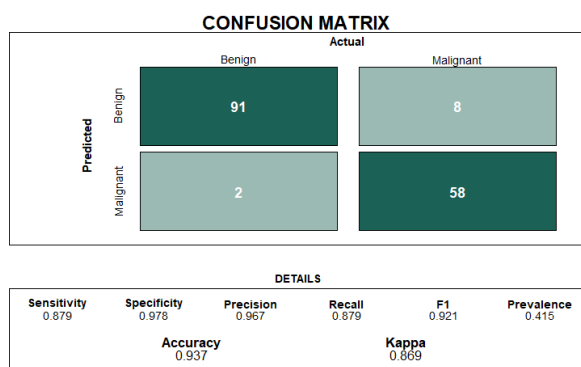 CONFUSION MATRIX
Actual
Benign Malignant
Predicted
Benign
91 8
Malignant
2 58
DETAILS
Sensitivity Specificity Precision Recall F1 Prevalence
0.879 0.978 0.967 0.879 0.921 0.415
Accuracy Kappa
0.937 0.869